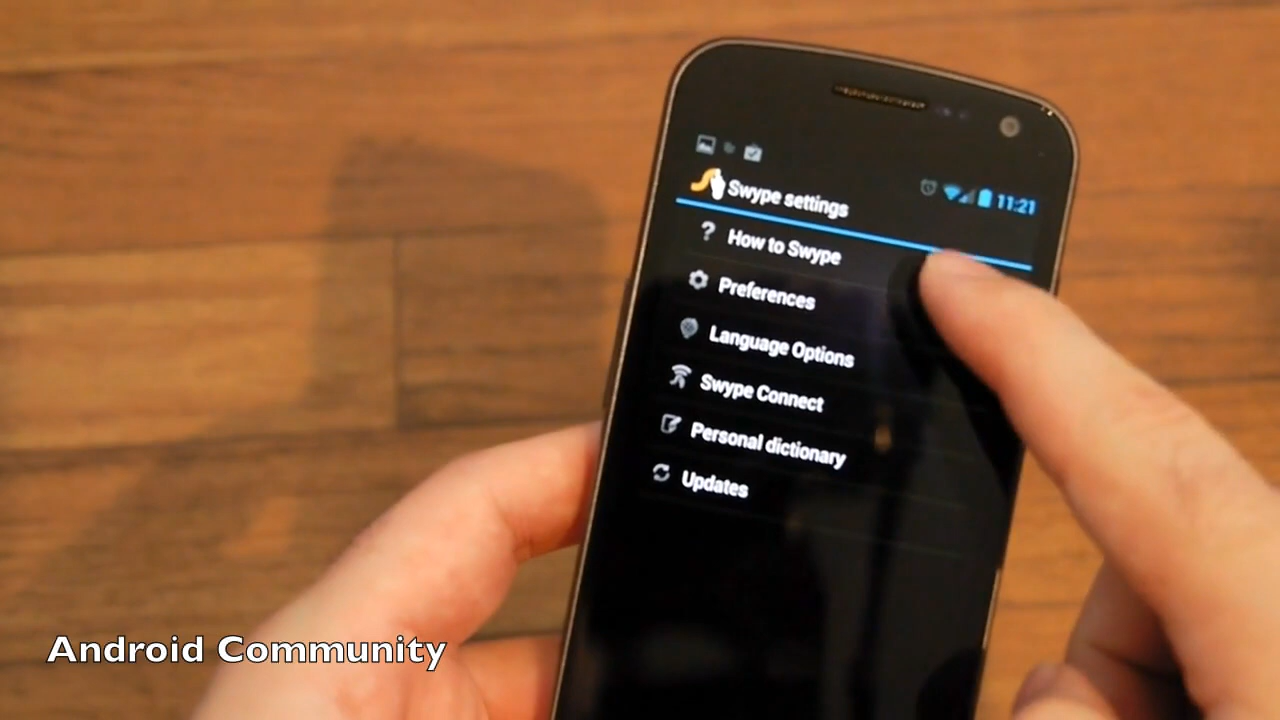 11:21
Swype settings
How to Swype
Preferences
Language Options
Swype Connect
Personal dictionary
Updates
Android Community